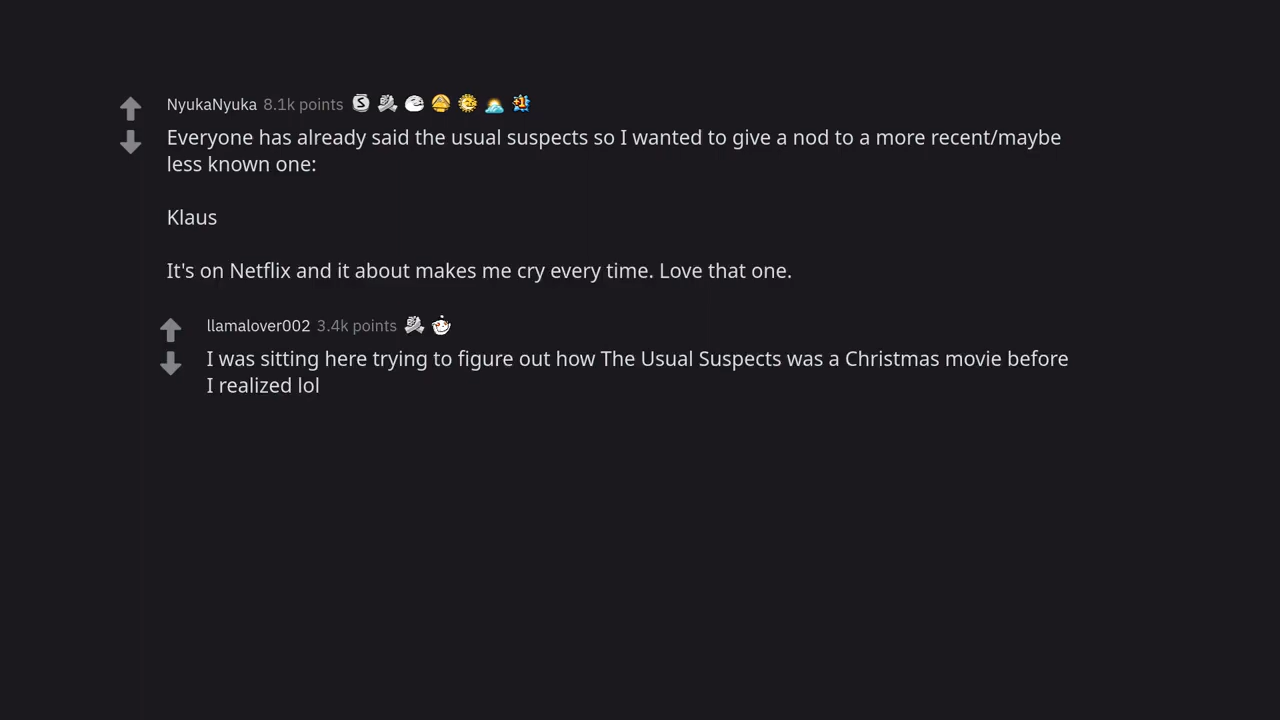 NyukaNyuka 8.1k points
Everyone has already said the usual suspects so I wanted to give a nod to a more recent/maybe
less known one:
Klaus
It's on Netflix and it about makes me cry every time. Love that one.
llamalover002 3.4k points
I was sitting here trying to figure out how The Usual Suspects was a Christmas movie before
I realized lol